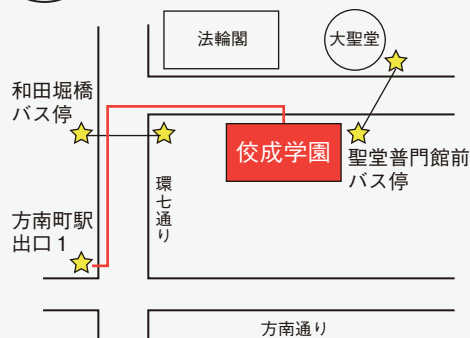 法輪閣
大聖堂
和田堀橋
バス停
佼成学園
聖堂普門館前
バス停
環七通り
方南町駅
出口1
方南通り